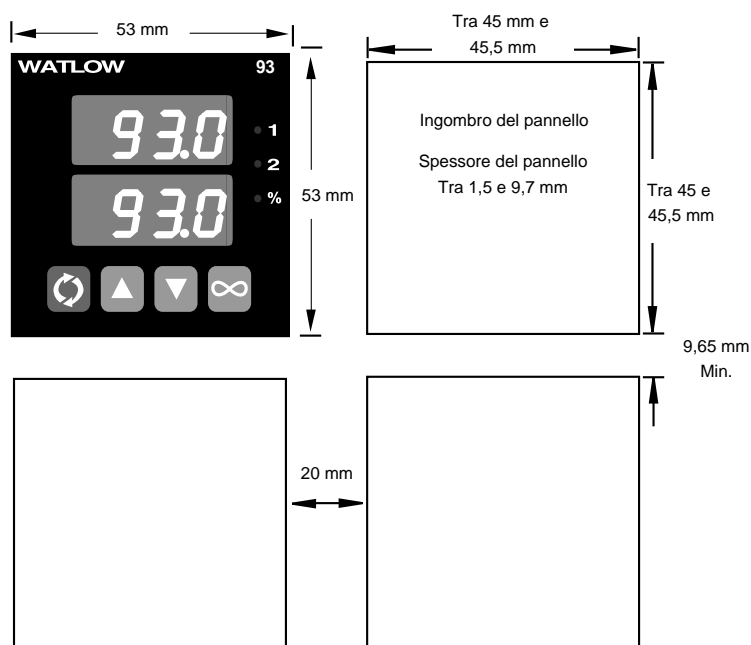 53 mm
WATLOW 93
93.0
1
2
93.0
%
53 mm
Tra 45 mm e
45,5 mm
Ingombro del pannello
Spessore del pannello
Tra 1,5 e 9,7 mm
Tra 45 e
45,5 mm
9,65 mm
Min.
20 mm